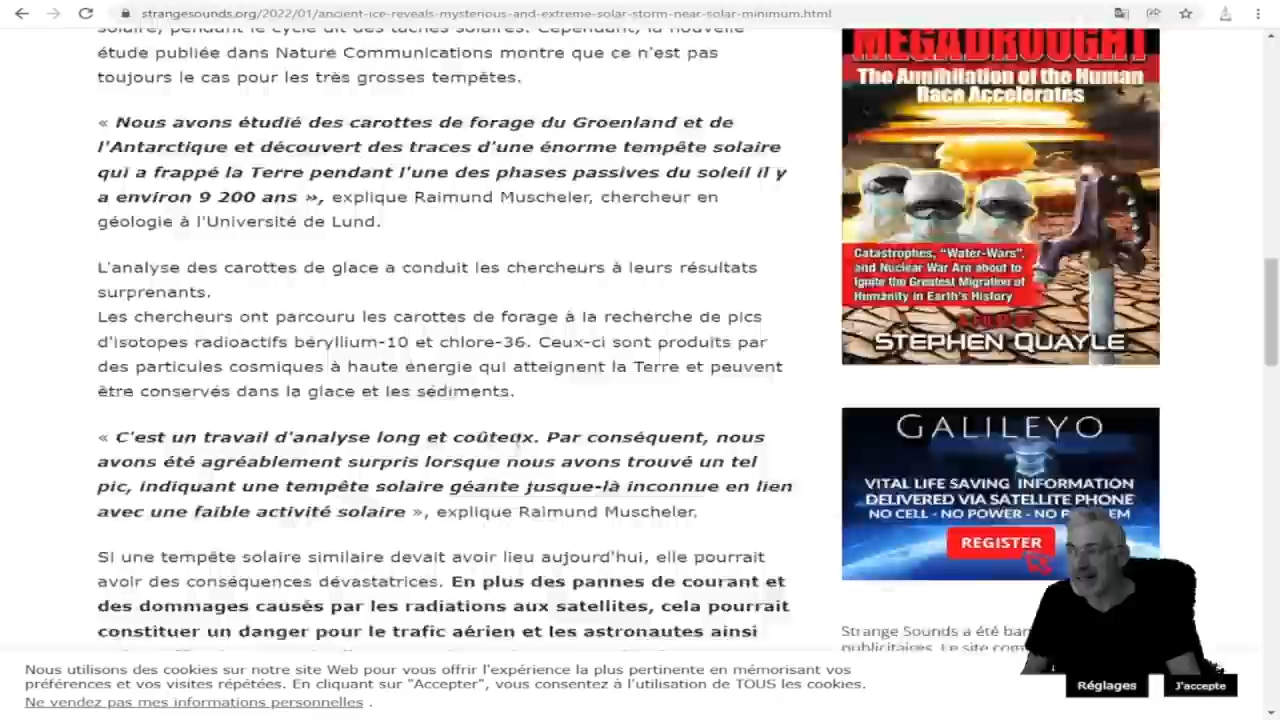 strangesounds.org/2022/01/ancient-ice-reveals-mysterious-and-extreme-solar-storm-near-solar-minimum.html
solaire, pendant le cycle dit des taches solaires. Cependant, la nouvelle
étude publiée dans Nature Communications montre que ce n'est pas
toujours le cas pour les très grosses tempêtes.
« Nous avons étudié des carottes de forage du Groenland et de
l'Antarctique et découvert des traces d'une énorme tempête solaire
qui a frappé la Terre pendant l'une des phases passives du soleil il y
a environ 9 200 ans », explique Raimund Muscheler, chercheur en
géologie à l'Université de Lund.
L'analyse des carottes de glace a conduit les chercheurs à leurs résultats
surprenants.
Les chercheurs ont parcouru les carottes de forage à la recherche de pics
d'isotopes radioactifs béryllium-10 et chlore-36. Ceux-ci sont produits par
des particules cosmiques à haute énergie qui atteignent la Terre et peuvent
être conservés dans la glace et les sédiments.
« C'est un travail d'analyse long et coûteux. Par conséquent, nous
avons été agréablement surpris lorsque nous avons trouvé un tel
pic, indiquant une tempête solaire géante jusque-là inconnue en lien
avec une faible activité solaire », explique Raimund Muscheler.
Si une tempête solaire similaire devait avoir lieu aujourd'hui, elle pourrait
avoir des conséquences dévastatrices. En plus des pannes de courant et
des dommages causés par les radiations aux satellites, cela pourrait
constituer un danger pour le trafic aérien et les astronautes ainsi
MEGADROUGHT
The Annihilation of the Human
Race Accelerates
Catastrophes, "Water-Wars",
and Nuclear War Are about to
Ignite the Greatest Migration of
Humanity in Earth's History
A FILM BY
STEPHEN QUAYLE
GALILEYO
VITAL LIFE SAVING INFORMATION
DELIVERED VIA SATELLITE PHONE
NO CELL - NO POWER - NO
REGISTER
Strange Sounds a été
publicitaires. Le site
Nous utilisons des cookies sur notre site Web pour vous offrir l'expérience la plus pertinente en mémorisant vos
préférences et vos visites répétées. En cliquant sur "Accepter", vous consentez à l'utilisation de TOUS les cookies.
Ne vendez pas mes informations personnelles .
Réglages
J'accepte